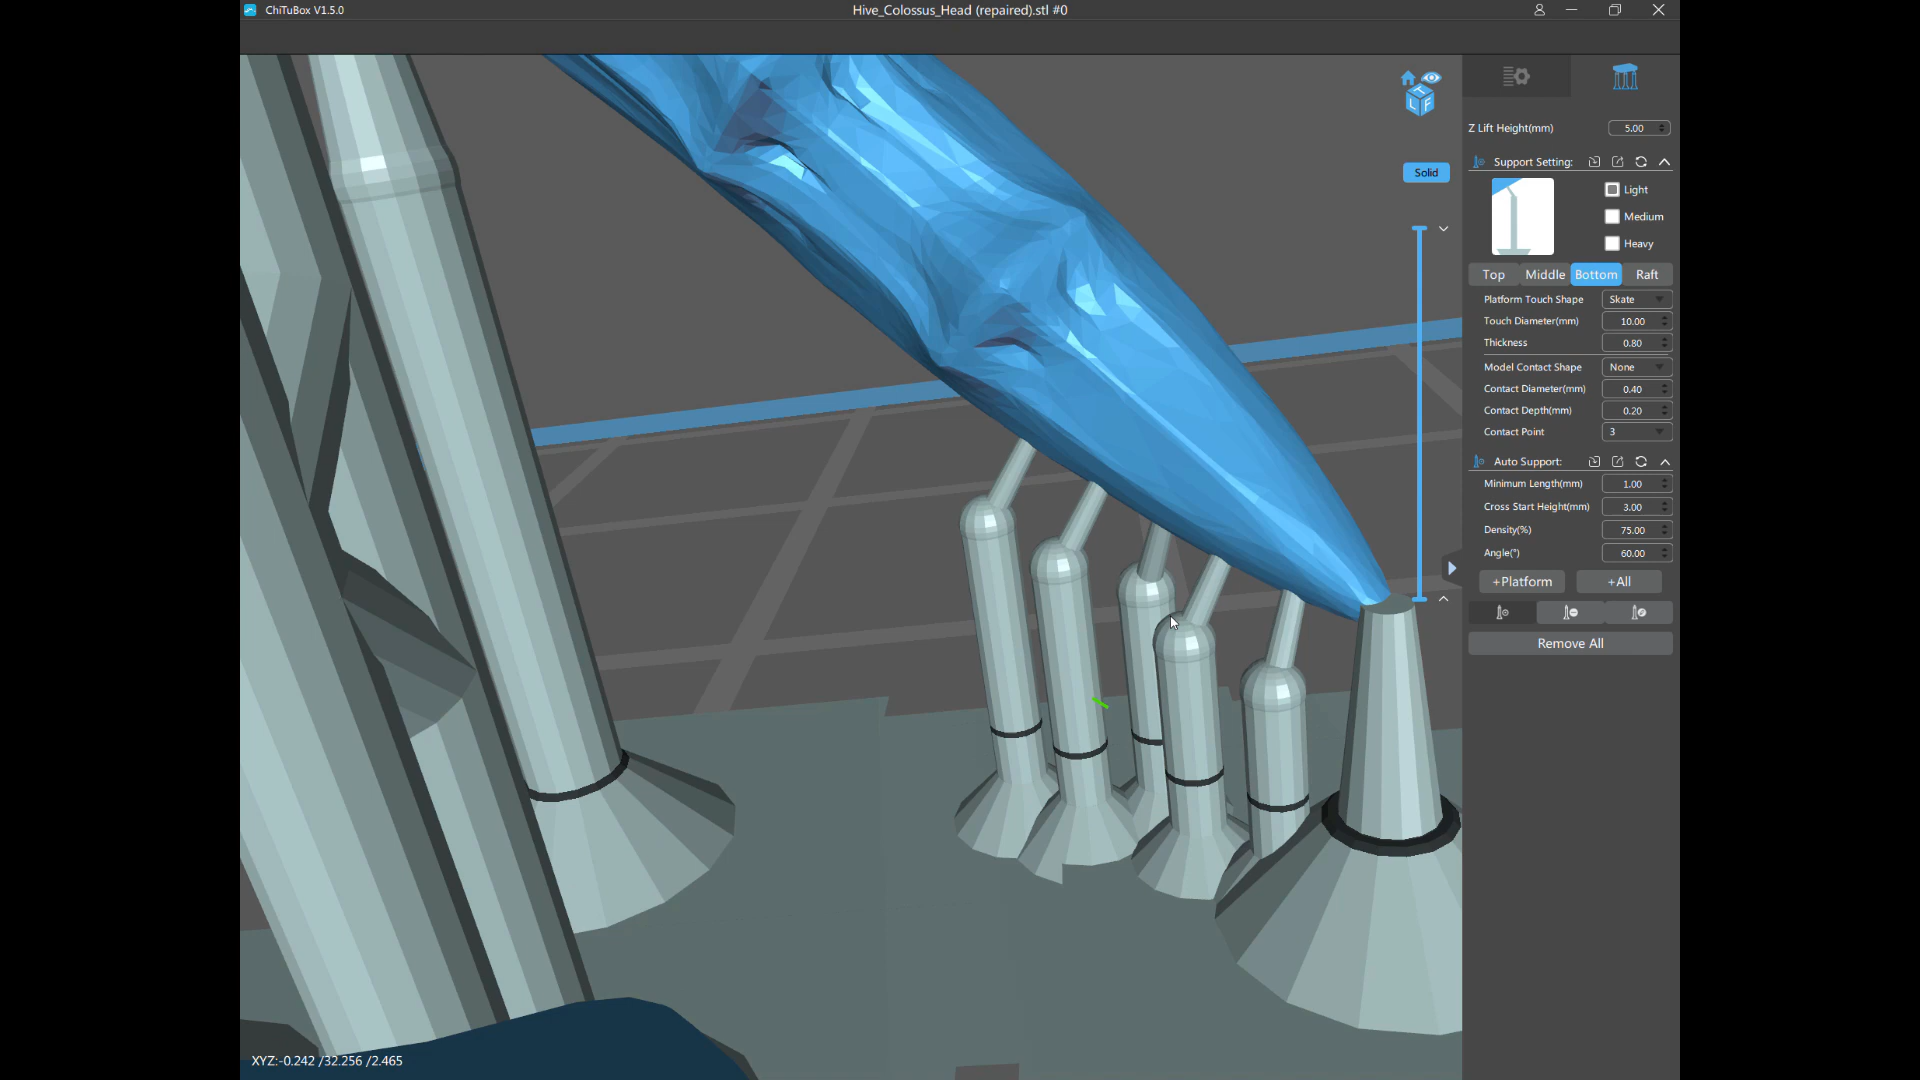 ChiTuBox V1.5.0
Hive_Colossus_Head (repaired).stl #0
Z Lift Height(mm) 5.00
Support Setting:
Light
Medium
Heavy
Top Middle Bottom Raft
Platform Touch Shape Skate
Touch Diameter(mm) 10.00
Thickness 0.80
Model Contact Shape None
Contact Diameter(mm) 0.40
Contact Depth(mm) 0.20
Contact Point 3
Auto Support:
Minimum Length(mm) 1.00
Cross Start Height(mm) 3.00
Density(%) 75.00
Angle(°) 60.00
+Platform +All
Remove All
T
L F
Solid
XYZ:-0.242 /32.256 /2.465